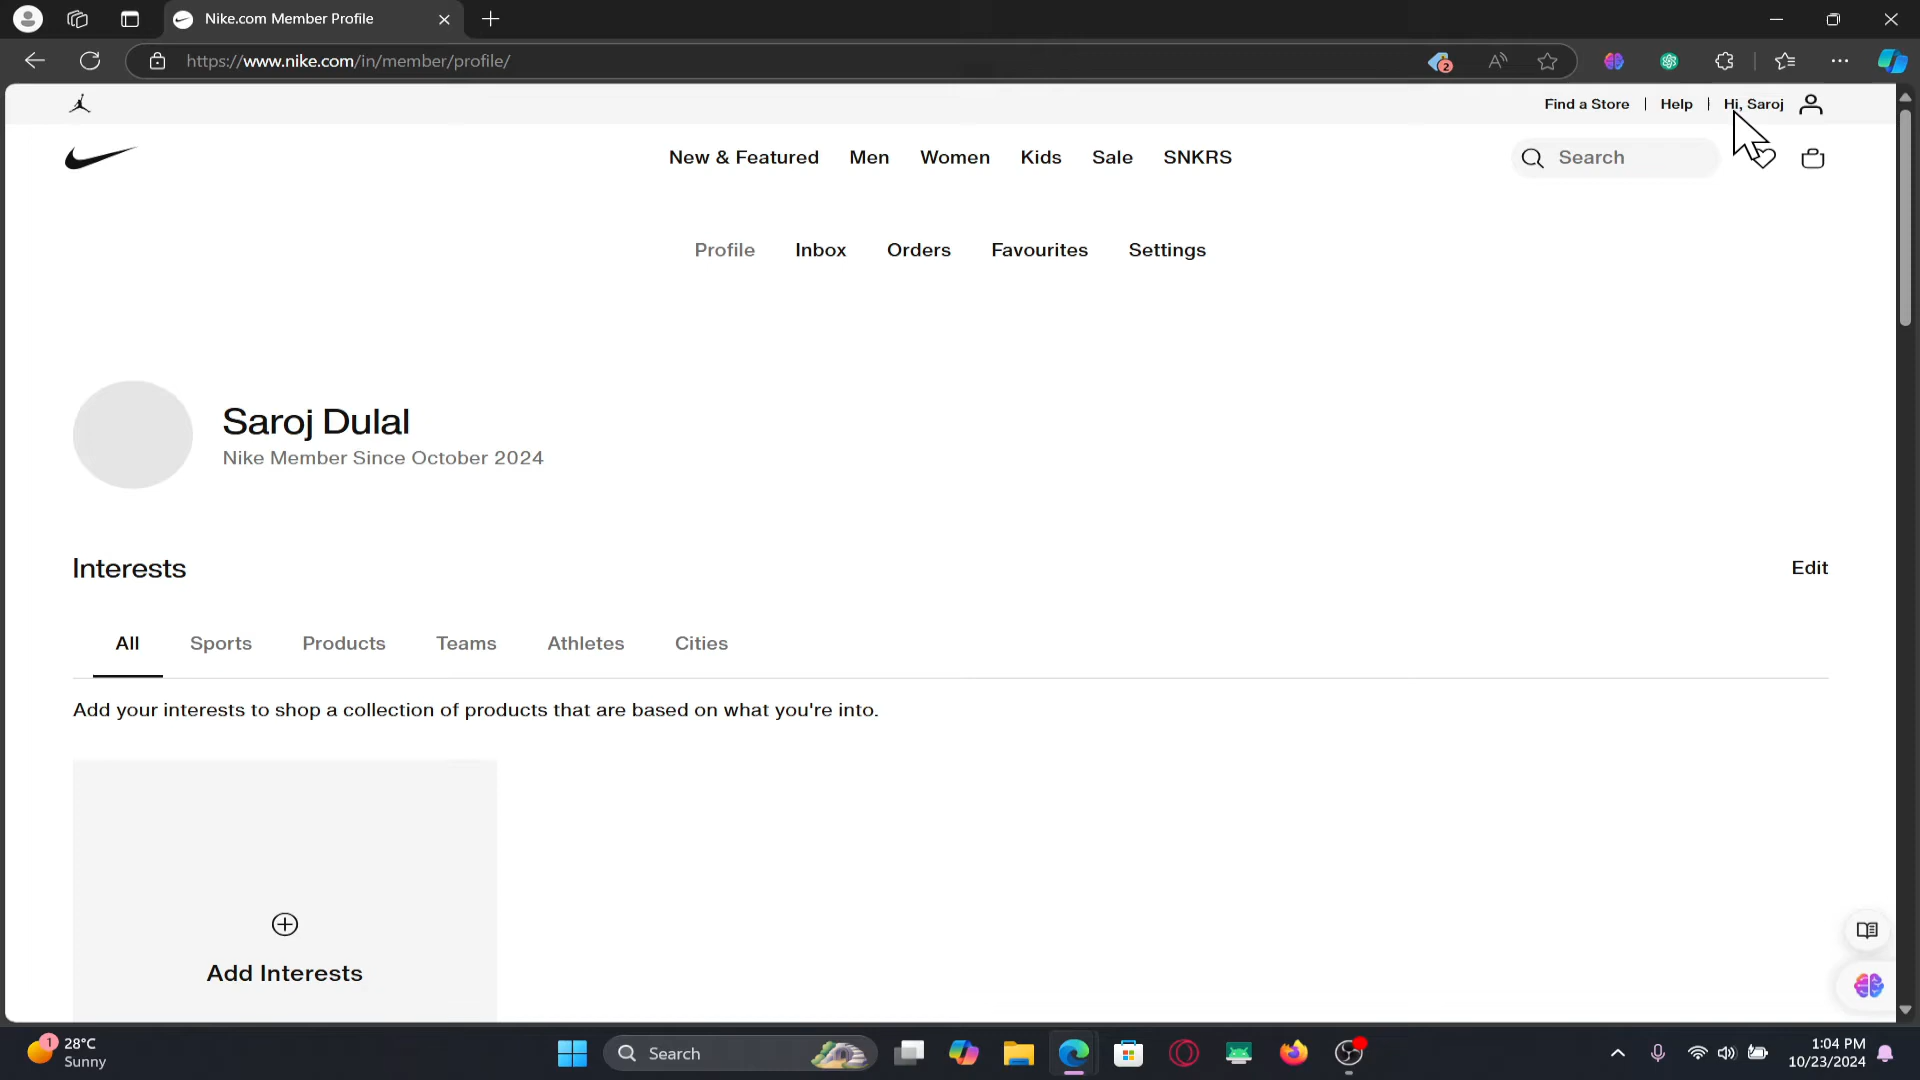 Nike.com Member Profile
https://www.nike.com/in/member/profile/
2
Find a Store | Help | Hi, Saroj
New & Featured Men Women Kids Sale SNKRS
Search
Profile Inbox Orders Favourites Settings
Saroj Dulal
Nike Member Since October 2024
Interests
Edit
All Sports Products Teams Athletes Cities
Add your interests to shop a collection of products that are based on what you're into.
Add Interests
1
28°C
Sunny
Search
1:04 PM
10/23/2024